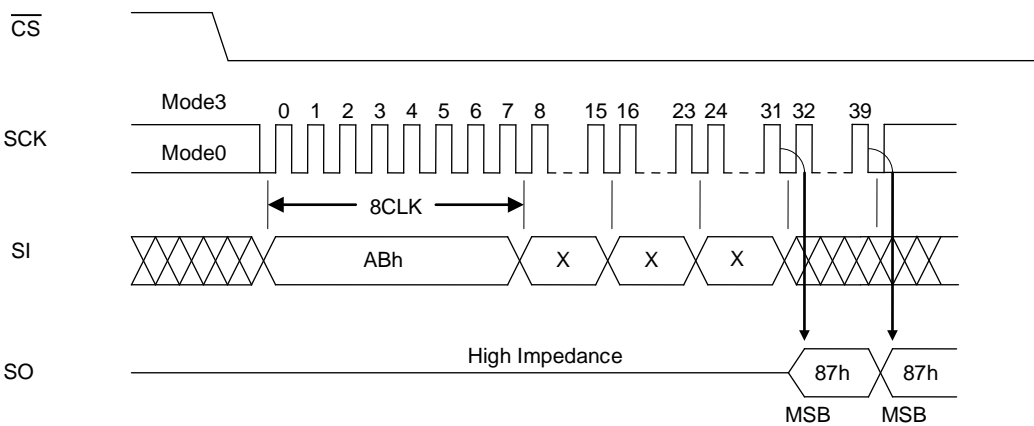 CS
Mode3
0 1 2 3 4 5 6 7 8 15 16 23 24 31 32 39
SCK
Mode0
8CLK
SI
ABh X X X
High Impedance
SO
87h 87h
MSB MSB